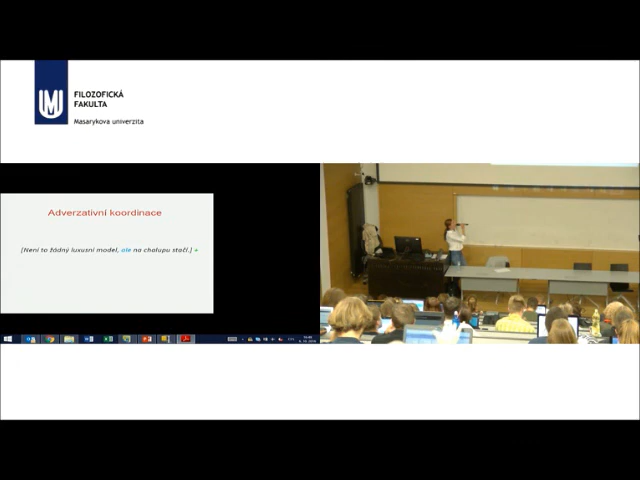 FILOZOFICKÁ
FAKULTA
Masarykova univerzita
Adverzativní koordinace
[Není to žádný luxusní model, ale na chalupu stačí.] +